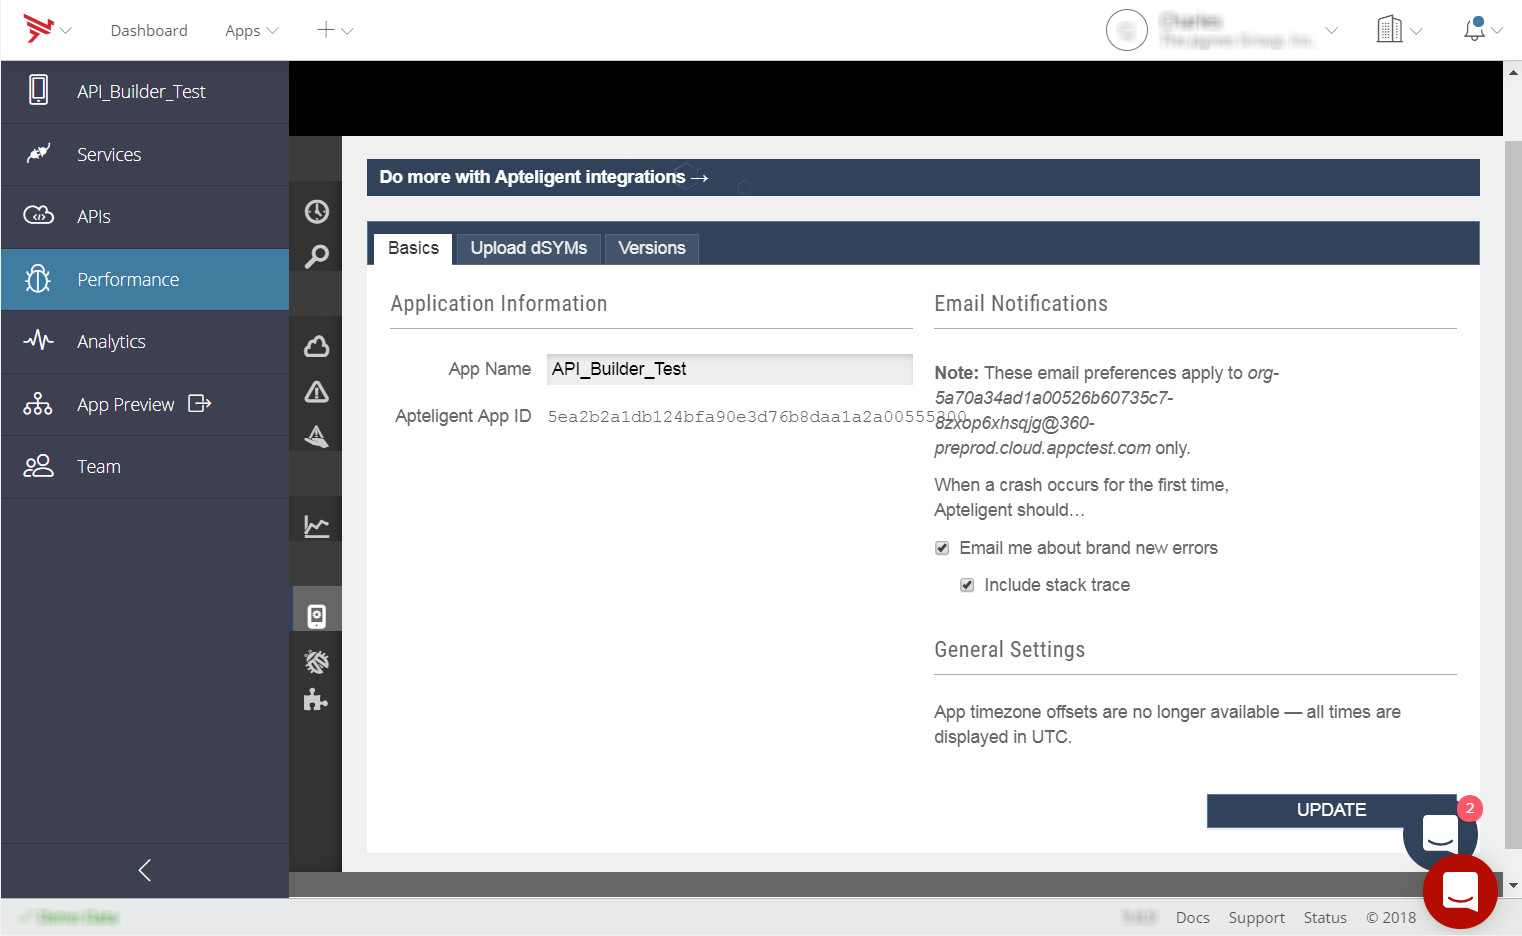 Dashboard
Apps
API_Builder_Test
Services
APIs
Performance
Analytics
App Preview
Team
Do more with Apteligent integrations →
Basics
Upload dSYMs
Versions
Application Information
App Name
API_Builder_Test
Apteligent App ID
5ea2b2a1db124bfa90e3d76b8daa1a2a00555300
Email Notifications
Note: These email preferences apply to org-
5a70a34ad1a00526b60735c7-
8zxop6xhsqjg@360-
preprod.cloud.appctest.com only.
When a crash occurs for the first time,
Apteligent should…
Email me about brand new errors
Include stack trace
General Settings
App timezone offsets are no longer available — all times are
displayed in UTC.
UPDATE
2
Docs
Support
Status
© 2018